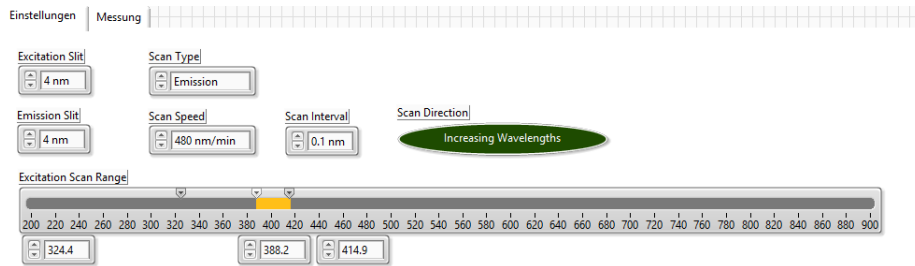 Einstellungen Messung
Excitation Slit Scan Type
4 nm Emission
Emission Slit Scan Speed Scan Interval Scan Direction
4 nm 480 nm/min 0.1 nm Increasing Wavelengths
Excitation Scan Range
200 220 240 260 280 300 320 340 360 380 400 420 440 460 480 500 520 540 560 580 600 620 640 660 680 700 720 740 760 780 800 820 840 860 880 900
324.4 388.2 414.9